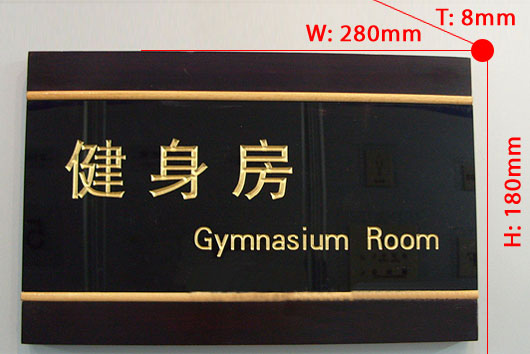 T: 8mm
W: 280mm
H: 180mm
健身房
Gymnasium Room